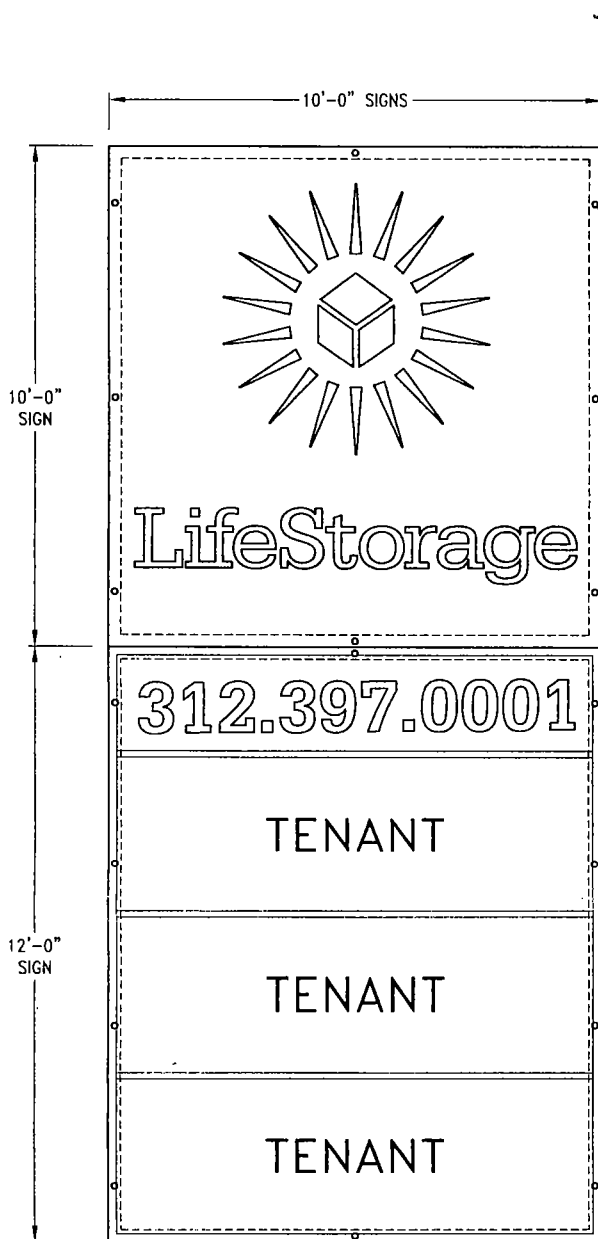 10'-0" SIGNS
10'-0"
SIGN
LifeStorage
312.397.0001
TENANT
12'-0"
SIGN
TENANT
TENANT